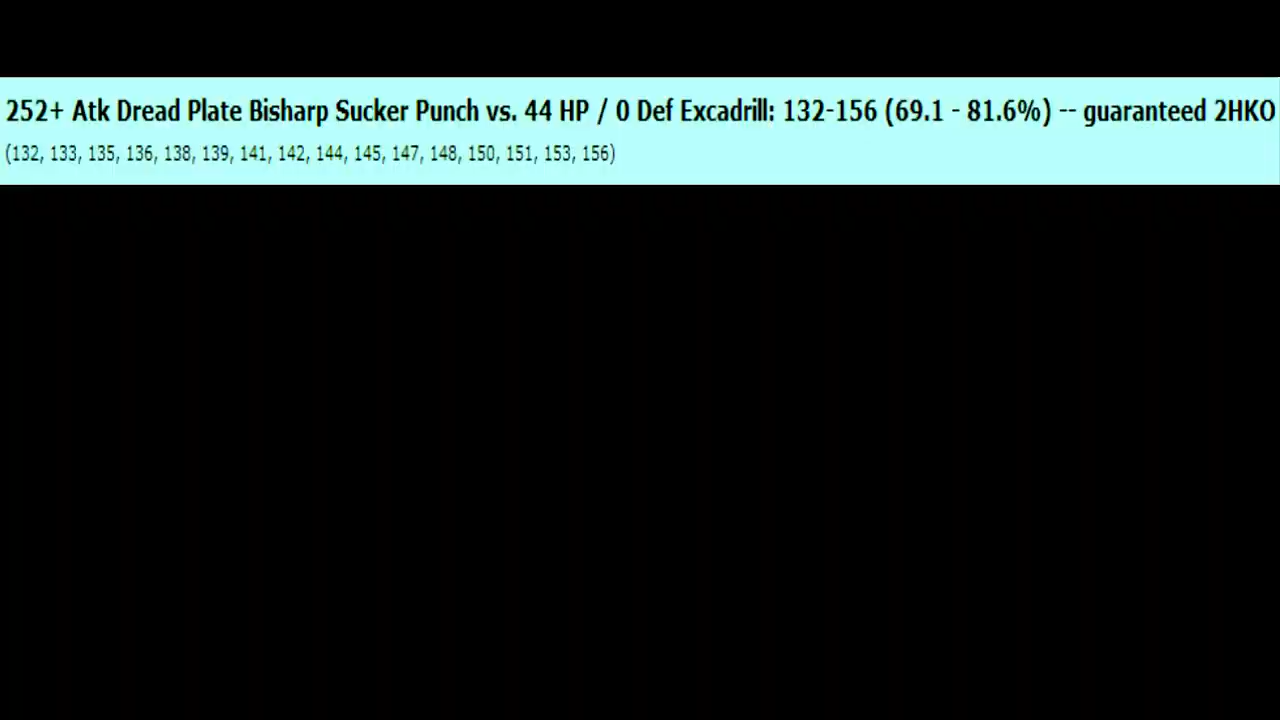 252+ Atk Dread Plate Bisharp Sucker Punch vs. 44 HP / 0 Def Excadrill: 132-156 (69.1 - 81.6%) -- guaranteed 2HKO
(132, 133, 135, 136, 138, 139, 141, 142, 144, 145, 147, 148, 150, 151, 153, 156)